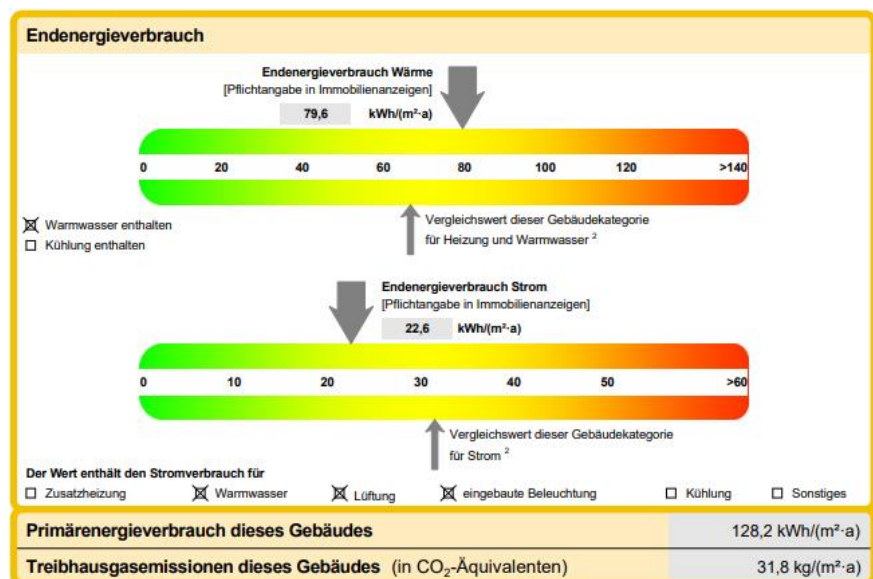 Endenergieverbrauch
Endenergieverbrauch Wärme
[Pflichtangabe in Immobilienanzeigen]
79,6 kWh/(m²·a)
0 20 40 60 80 100 120 >140
Warmwasser enthalten
Kühlung enthalten
Vergleichswert dieser Gebäudekategorie
für Heizung und Warmwasser ²
Endenergieverbrauch Strom
[Pflichtangabe in Immobilienanzeigen]
22,6 kWh/(m²·a)
0 10 20 30 40 50 >60
Vergleichswert dieser Gebäudekategorie
für Strom ²
Der Wert enthält den Stromverbrauch für
Zusatzheizung Warmwasser Lüftung eingebaute Beleuchtung Kühlung Sonstiges
Primärenergieverbrauch dieses Gebäudes 128,2 kWh/(m²·a)
Treibhausgasemissionen dieses Gebäudes (in CO₂-Äquivalenten) 31,8 kg/(m²·a)